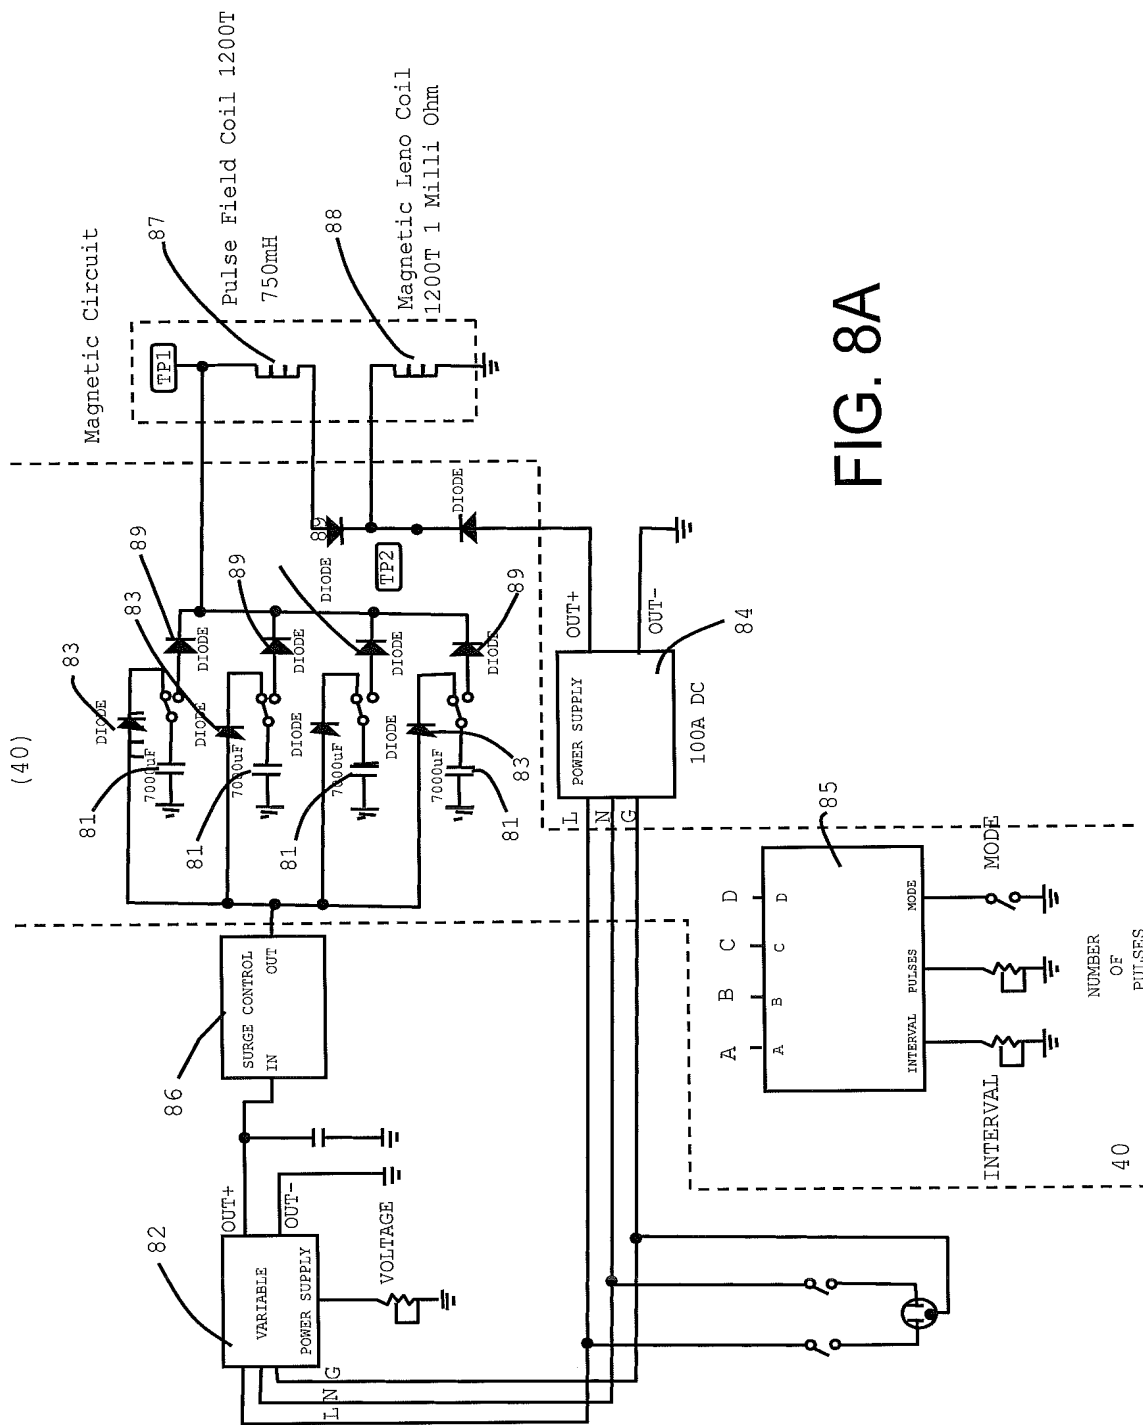 (40)
Magnetic Circuit
Pulse Field Coil 1200T
750mH
87
Magnetic Leno Coil
1200T 1 Milli Ohm
88
TP1
TP2
83
83
83
89
89
89
89
DIODE
DIODE
DIODE
DIODE
DIODE
DIODE
DIODE
DIODE
DIODE
DIODE
7000uF
7000uF
7000uF
7000uF
81
81
81
81
86
SURGE CONTROL
IN
OUT
82
VARIABLE
POWER SUPPLY
OUT+
OUT-
VOLTAGE
L
N
G
POWER SUPPLY
100A DC
84
OUT+
OUT-
L
N
G
85
A
B
C
D
A
B
C
D
INTERVAL
PULSES
MODE
INTERVAL
NUMBER
OF
PULSES
MODE
40
FIG. 8A